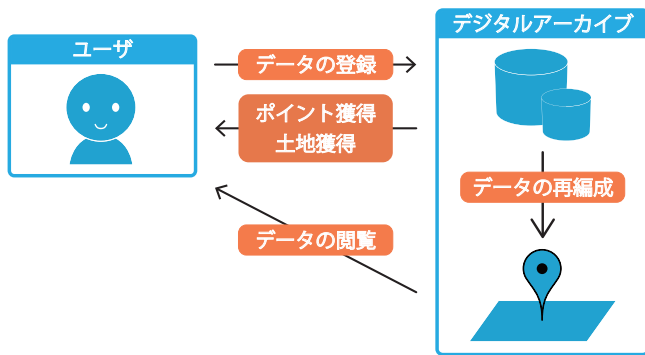 ユーザ
デジタルアーカイブ
データの登録
ポイント獲得
土地獲得
データの再編成
データの閲覧